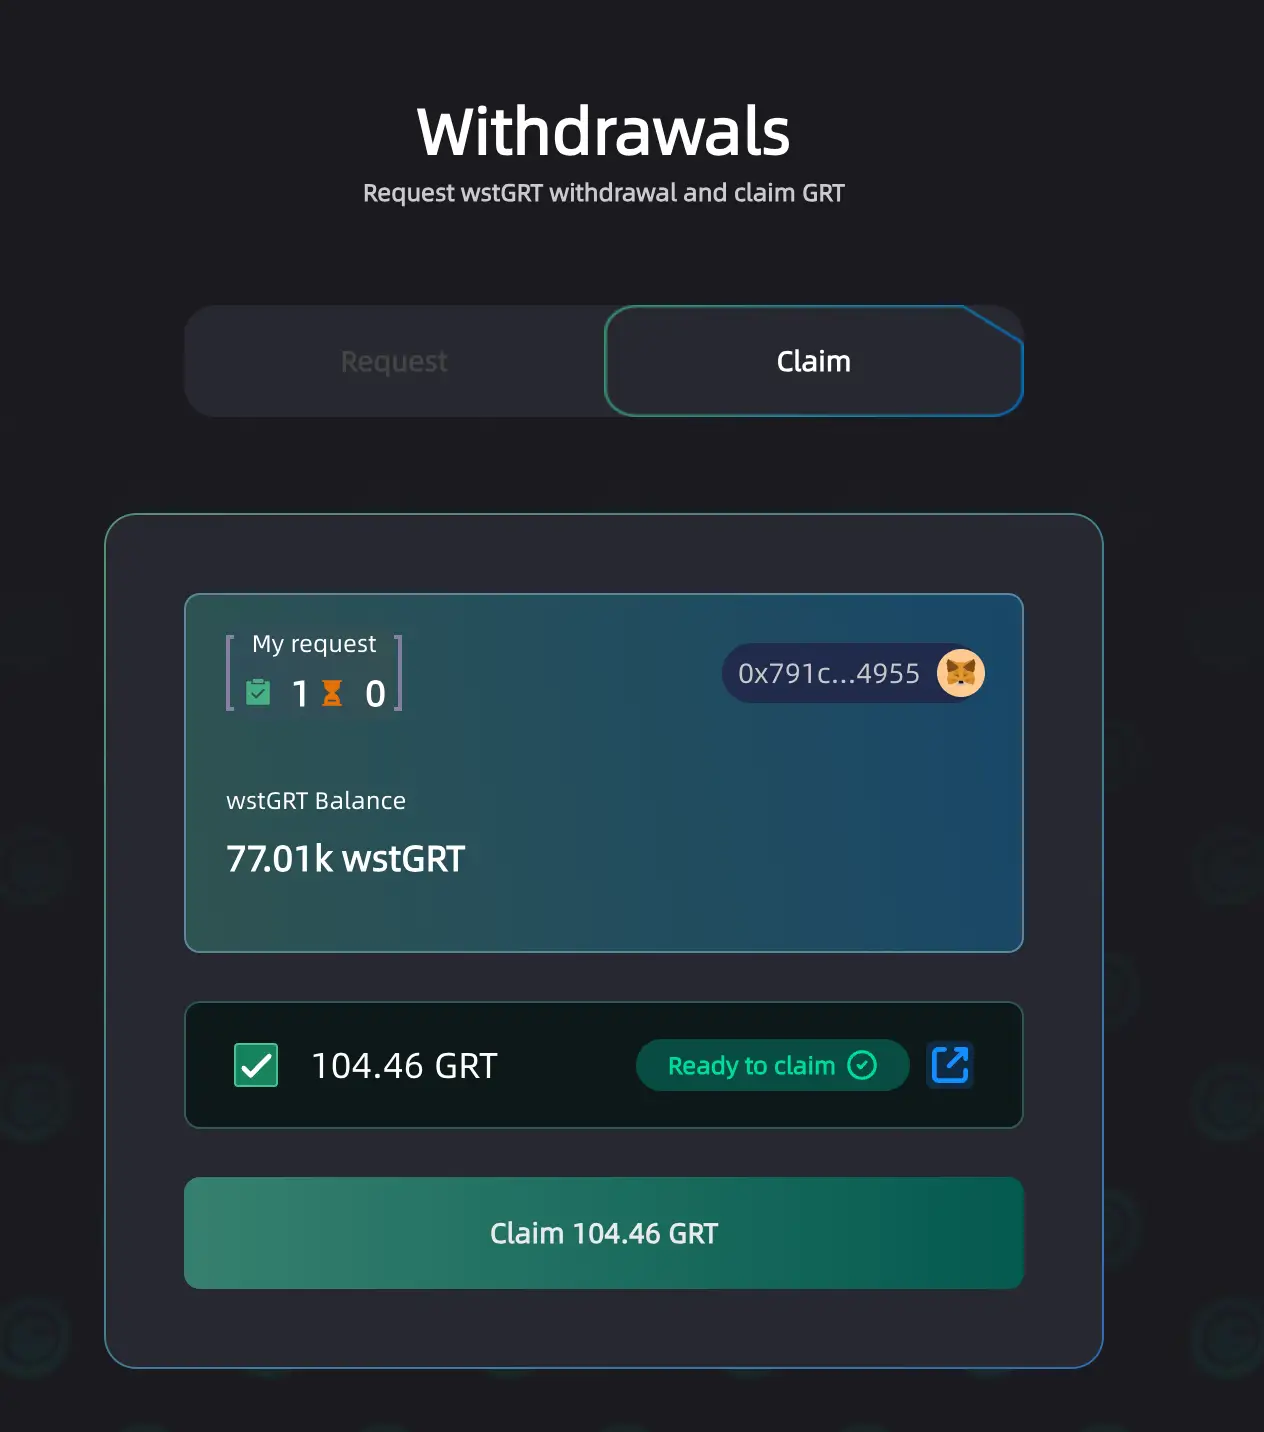 Withdrawals
Request wstGRT withdrawal and claim GRT
Request
Claim
My request
1 0
0x791c...4955
wstGRT Balance
77.01k wstGRT
104.46 GRT
Ready to claim
Claim 104.46 GRT